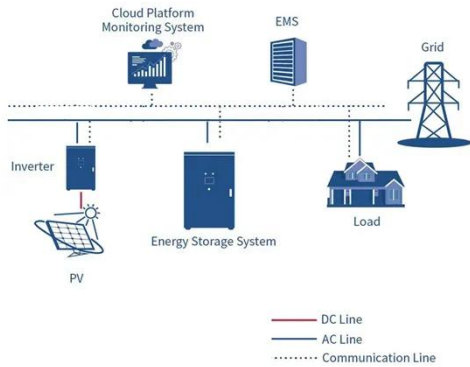 Cloud Platform
Monitoring System
EMS
Grid
Inverter
Energy Storage System
Load
PV
DC Line
AC Line
Communication Line